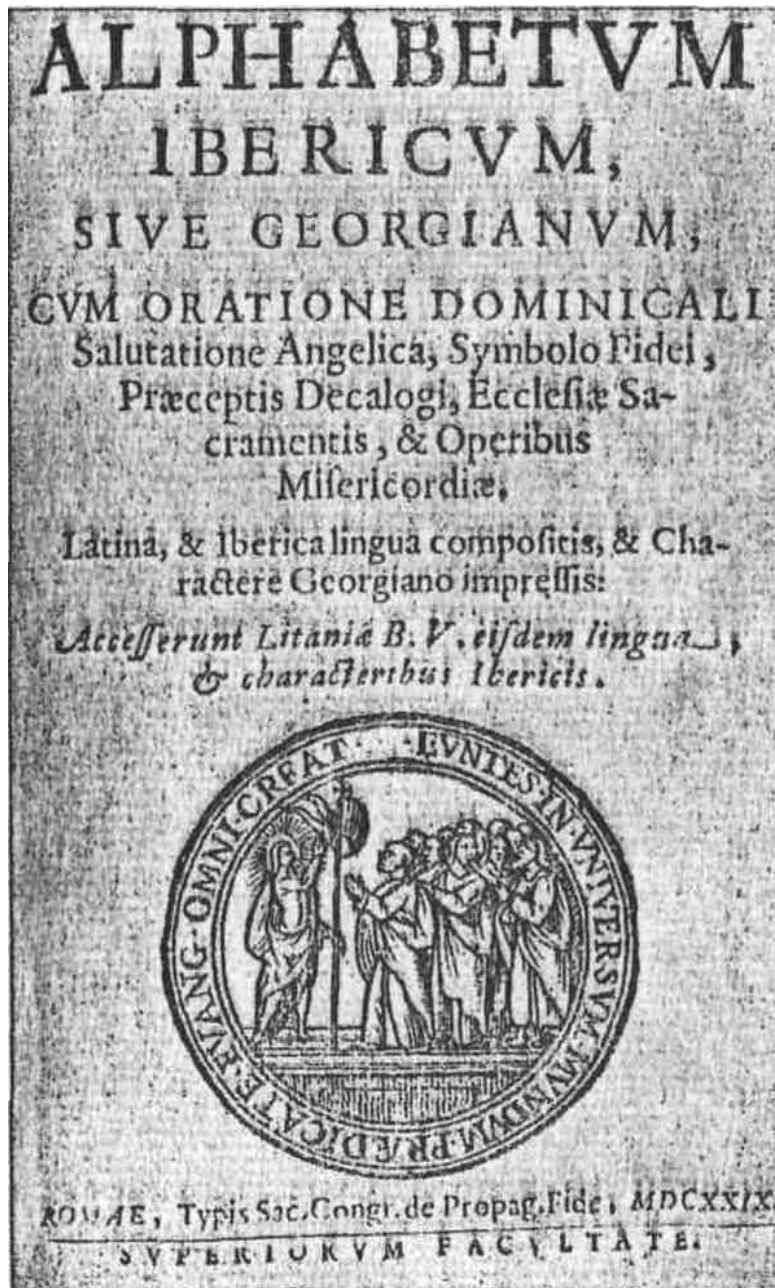 ALPHABETVM
IBERICVM,
SIVE GEORGIANVM,
CVM ORATIONE DOMINICALI
Salutatione Angelica, Symbolo Fidei,
Præceptis Decalogi, Eccleſiæ Sa-
cramentis, & Operibus
Miſericordiæ,
Latina, & Iberica lingua compoſitis, & Cha-
ractere Georgiano impreſſis:
Acceſſerunt Litaniæ B. V. eiſdem lingua,
& characteribus Ibericis.
EVNTES·IN·VNIVERSVM·MVNDVM·PRÆDICATE·EVANG·OMNI·CREAT
ROMAE, Typis Sac.Congr.de Propag.Fide, MDCXXIX.
SVPERIORVM FACVLTATE.